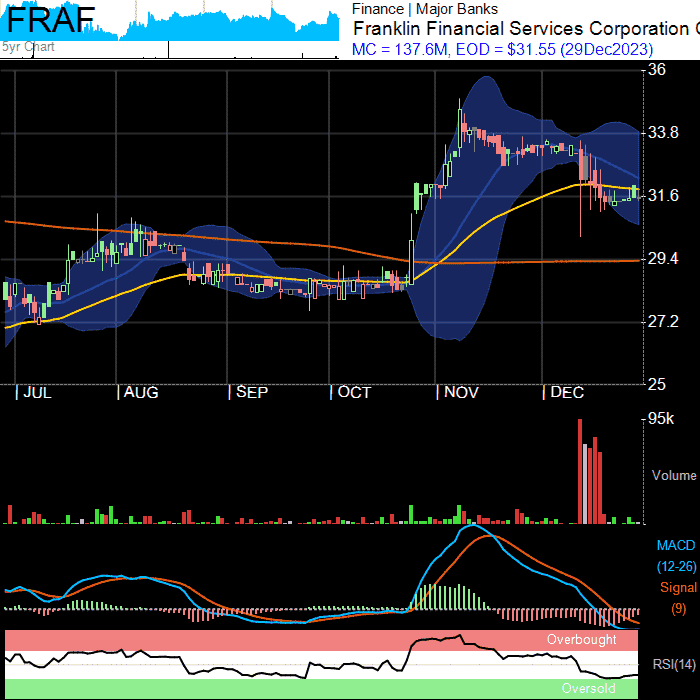 FRAF
5yr Chart
Finance | Major Banks
Franklin Financial Services Corporation
MC = 137.6M, EOD = $31.55 (29Dec2023)
36
33.8
31.6
29.4
27.2
25
| JUL | AUG | SEP | OCT | NOV | DEC
95k
Volume
MACD
(12-26)
Signal
(9)
Overbought
RSI(14)
Oversold